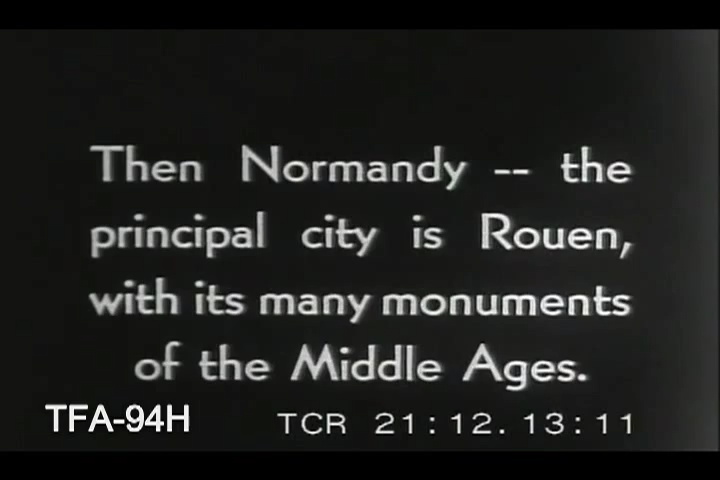 Then Normandy -- the
principal city is Rouen,
with its many monuments
of the Middle Ages.
TFA-94H
TCR 21:12.13:11